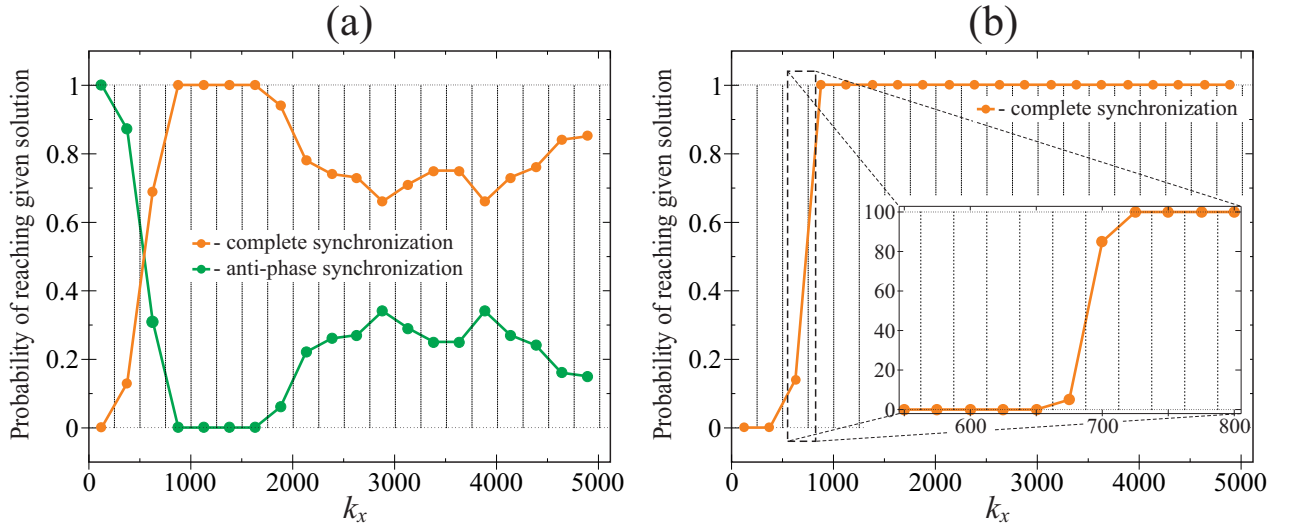 (a)
Probability of reaching given solution
1
0.8
0.6
0.4
0.2
0
- complete synchronization
- anti-phase synchronization
0 1000 2000 3000 4000 5000
kₓ
(b)
Probability of reaching given solution
1
0.8
0.6
0.4
0.2
0
- complete synchronization
100
80
60
40
20
0
600 700 800
0 1000 2000 3000 4000 5000
kₓ